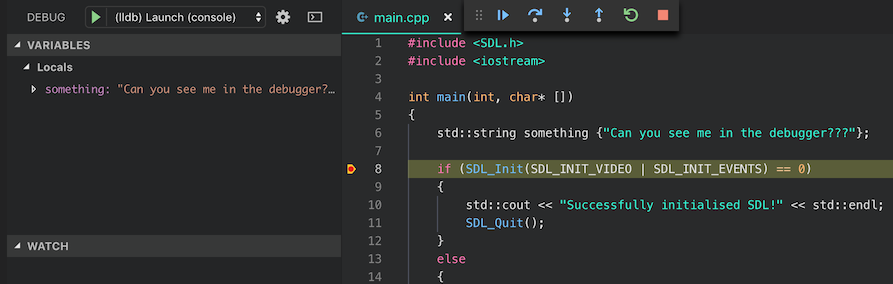 DEBUG (lldb) Launch (console)
VARIABLES
Locals
something: "Can you see me in the debugger?…
WATCH
main.cpp
1 #include <SDL.h>
2 #include <iostream>
3
4 int main(int, char* [])
5 {
6 std::string something {"Can you see me in the debugger???"};
7
8 if (SDL_Init(SDL_INIT_VIDEO | SDL_INIT_EVENTS) == 0)
9 {
10 std::cout << "Successfully initialised SDL!" << std::endl;
11 SDL_Quit();
12 }
13 else
14 {